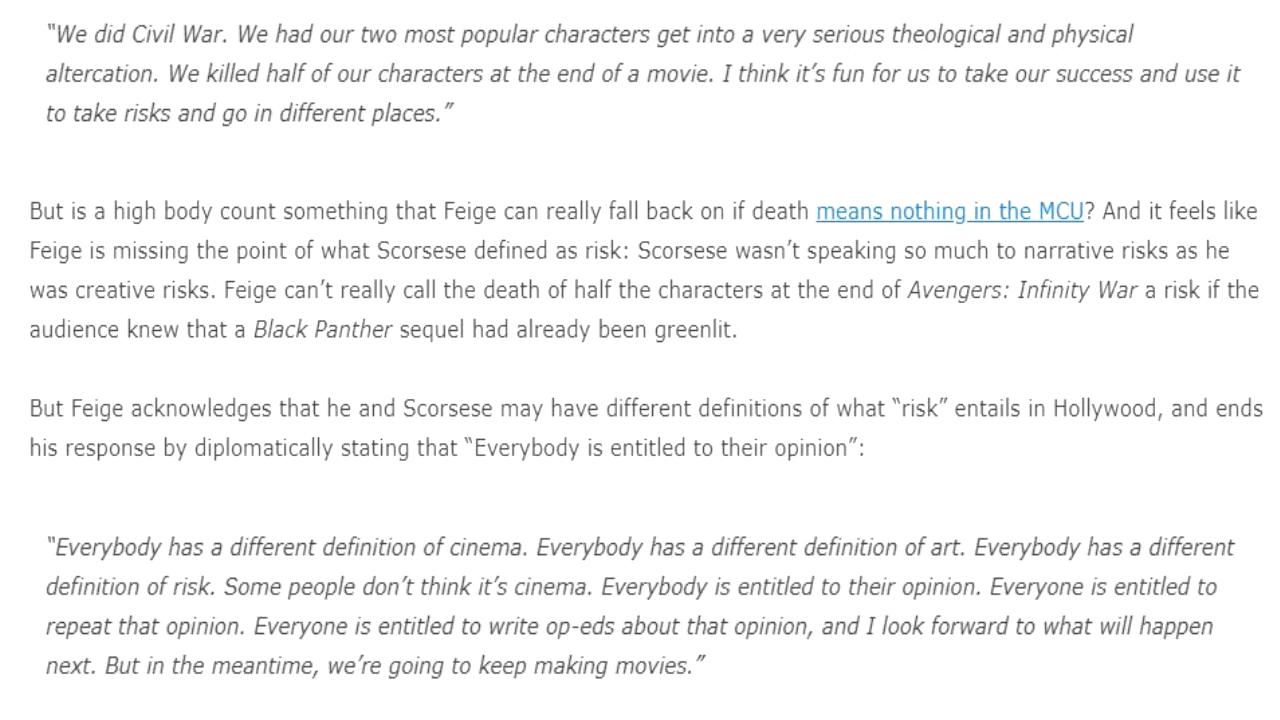 “We did Civil War. We had our two most popular characters get into a very serious theological and physical
altercation. We killed half of our characters at the end of a movie. I think it’s fun for us to take our success and use it
to take risks and go in different places.”
But is a high body count something that Feige can really fall back on if death means nothing in the MCU? And it feels like
Feige is missing the point of what Scorsese defined as risk: Scorsese wasn’t speaking so much to narrative risks as he
was creative risks. Feige can’t really call the death of half the characters at the end of Avengers: Infinity War a risk if the
audience knew that a Black Panther sequel had already been greenlit.
But Feige acknowledges that he and Scorsese may have different definitions of what “risk” entails in Hollywood, and ends
his response by diplomatically stating that “Everybody is entitled to their opinion”:
“Everybody has a different definition of cinema. Everybody has a different definition of art. Everybody has a different
definition of risk. Some people don’t think it’s cinema. Everybody is entitled to their opinion. Everyone is entitled to
repeat that opinion. Everyone is entitled to write op-eds about that opinion, and I look forward to what will happen
next. But in the meantime, we’re going to keep making movies.”